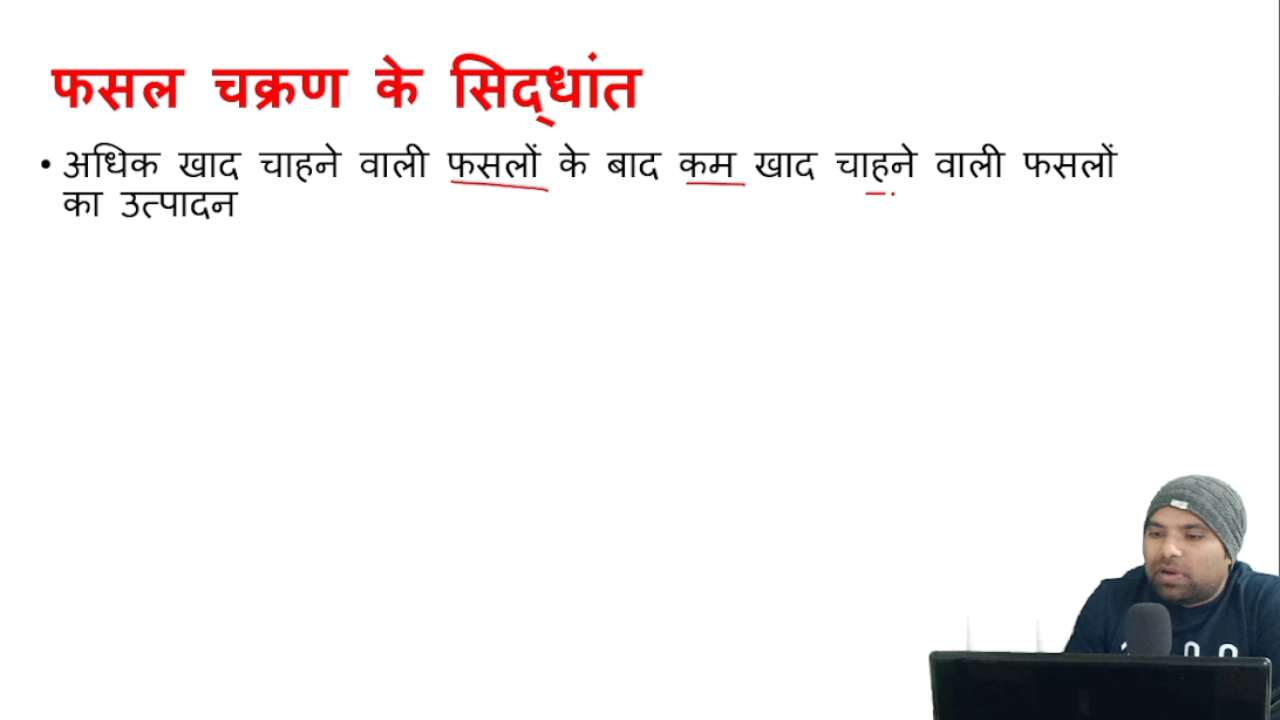 फसल चक्रण के सिद्धांत
• अधिक खाद चाहने वाली फसलों के बाद कम खाद चाहने वाली फसलों
का उत्पादन